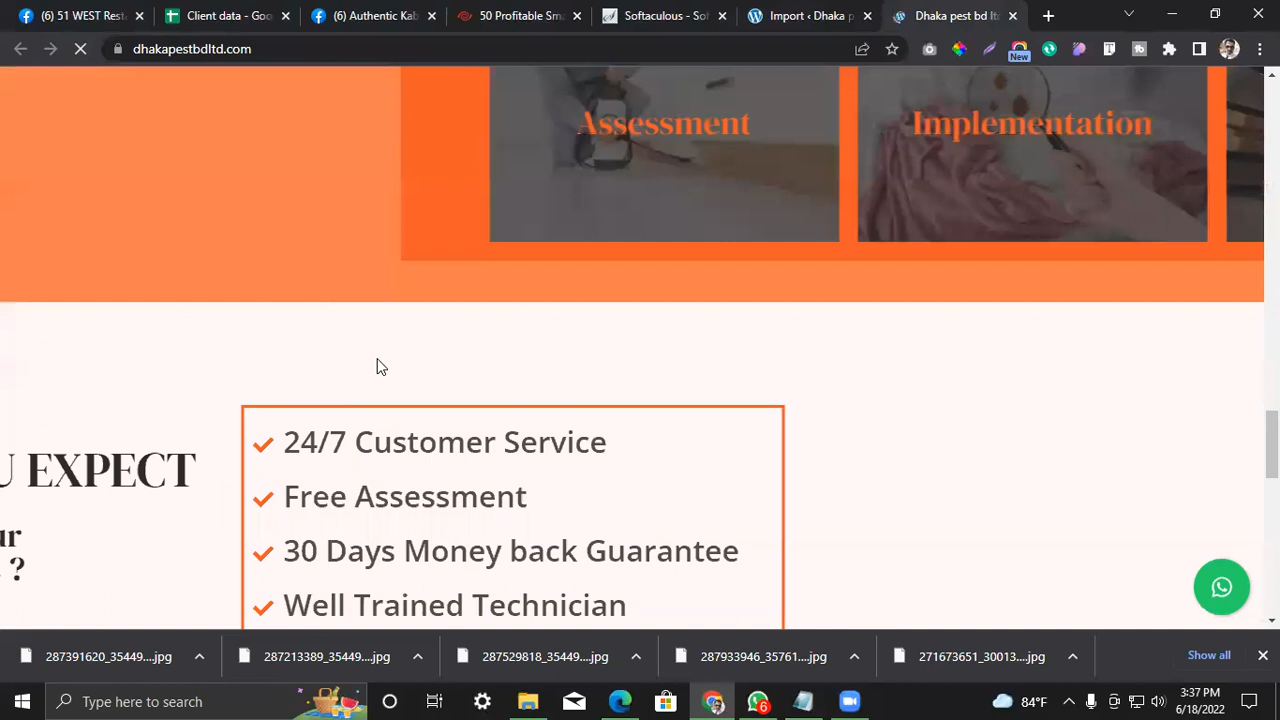 (6) 51 WEST Rest
Client data - Goo
(6) Authentic Kab
50 Profitable Sma
Softaculous - Sof
Import ‹ Dhaka p
Dhaka pest bd lt
dhakapestbdltd.com
New
Assessment
Implementation
U EXPECT
ur
?
24/7 Customer Service
Free Assessment
30 Days Money back Guarantee
Well Trained Technician
287391620_35449....jpg
287213389_35449....jpg
287529818_35449....jpg
287933946_35761....jpg
271673651_30013....jpg
Show all
Type here to search
6
84°F
3:37 PM
6/18/2022